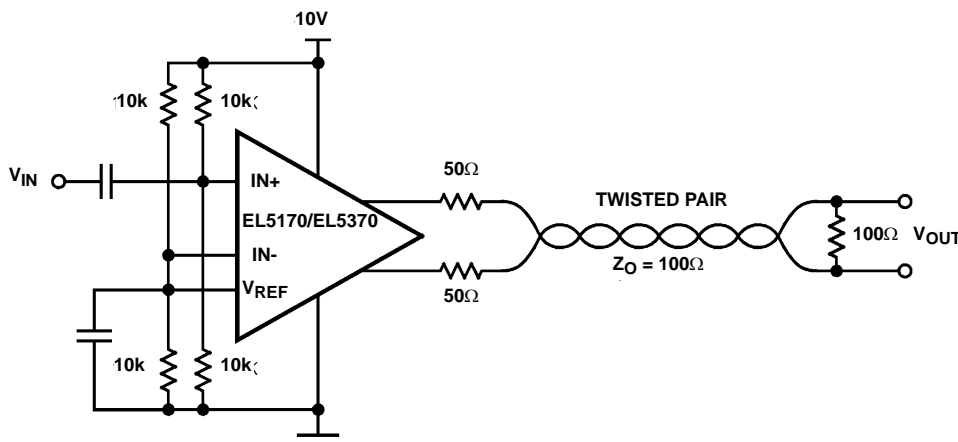 10V
10k
10k
50Ω
VIN
IN+
TWISTED PAIR
EL5170/EL5370
100Ω
VOUT
IN-
ZO = 100Ω
VREF
50Ω
10k
10k